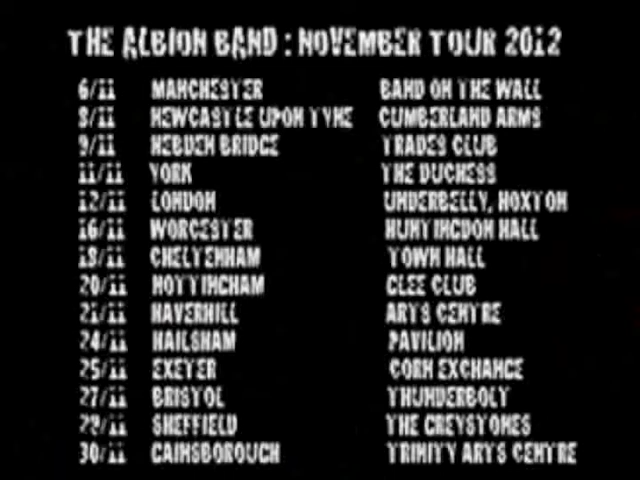 THE ALBION BAND : NOVEMBER TOUR 2012
6/11 MANCHESTER BAND ON THE WALL
8/11 NEWCASTLE UPON TYNE CUMBERLAND ARMS
9/11 HEBDEN BRIDGE TRADES CLUB
11/11 YORK THE DUCHESS
12/11 LONDON UNDERBELLY, HOXTON
16/11 WORCESTER HUNTINGDON HALL
18/11 CHELTENHAM TOWN HALL
20/11 NOTTINGHAM GLEE CLUB
21/11 HAVERHILL ARTS CENTRE
24/11 HAILSHAM PAVILION
25/11 EXETER CORN EXCHANGE
27/11 BRISTOL THUNDERBOLT
SHEFFIELD THE GREYSTONES
30/11 GAINSBOROUGH TRINITY ARTS CENTRE